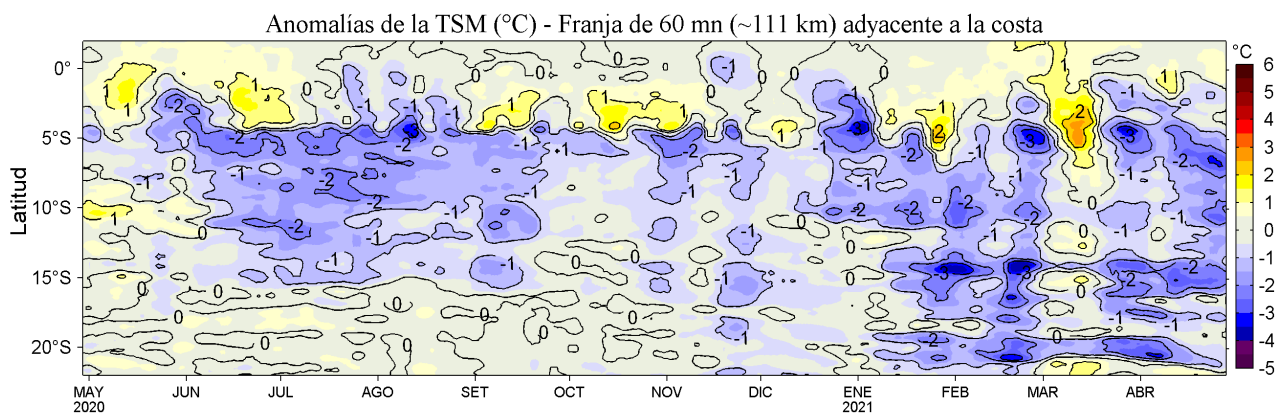 Anomalías de la TSM (°C) - Franja de 60 mn (~111 km) adyacente a la costa
°C
6
5
4
3
2
1
0
-1
-2
-3
-4
-5
Latitud
0°
5°S
10°S
15°S
20°S
MAY JUN JUL AGO SET OCT NOV DIC ENE FEB MAR ABR
2020 2021